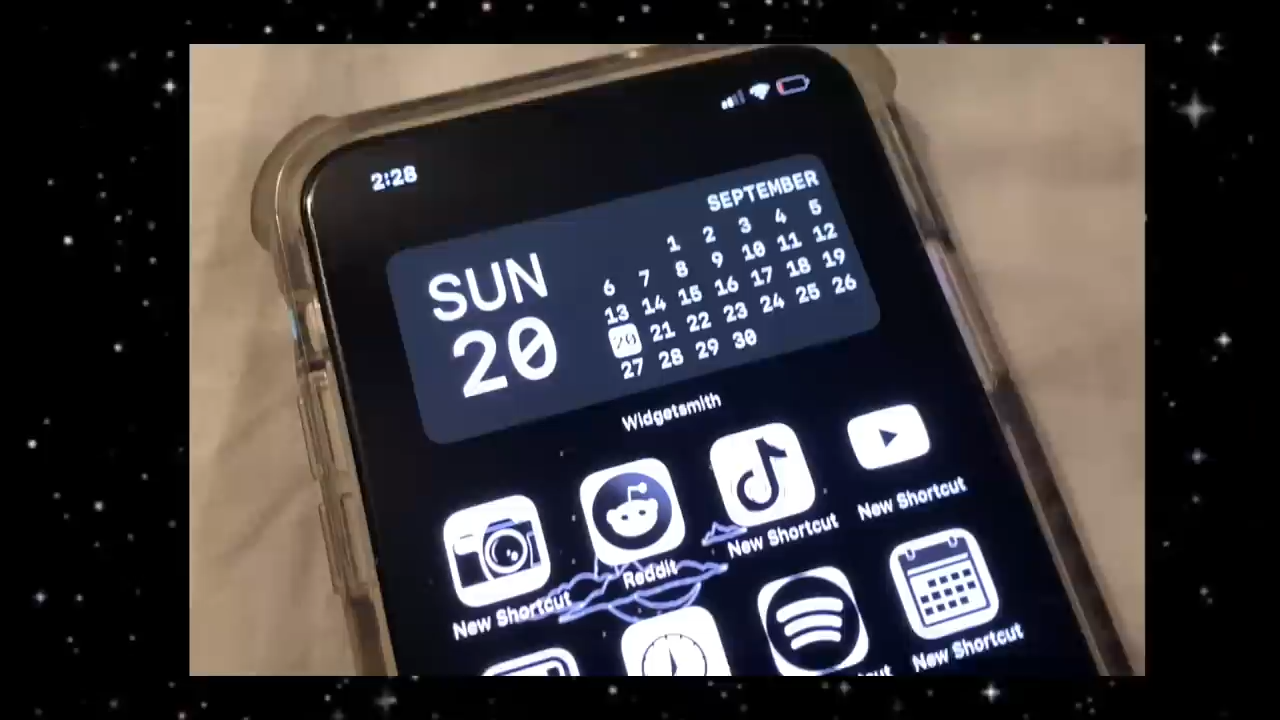 2:28
SUN
20
SEPTEMBER
1 2 3 4 5
6 7 8 9 10 11 12
13 14 15 16 17 18 19
20 21 22 23 24 25 26
27 28 29 30
Widgetsmith
New Shortcut
Reddit
New Shortcut
New Shortcut
New Shortcut